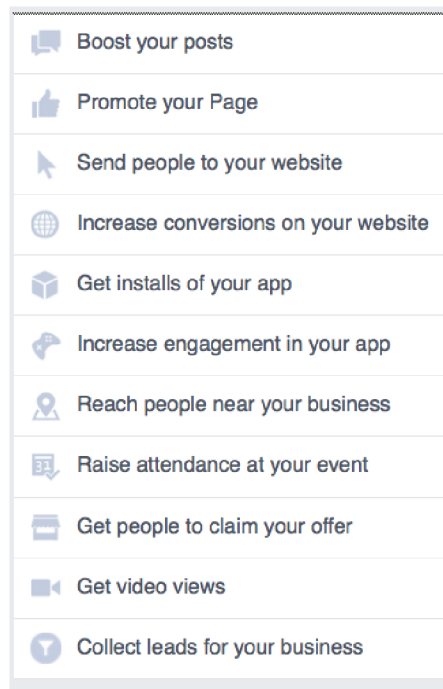 Boost your posts
Promote your Page
Send people to your website
Increase conversions on your website
Get installs of your app
Increase engagement in your app
Reach people near your business
31
Raise attendance at your event
Get people to claim your offer
Get video views
Collect leads for your business